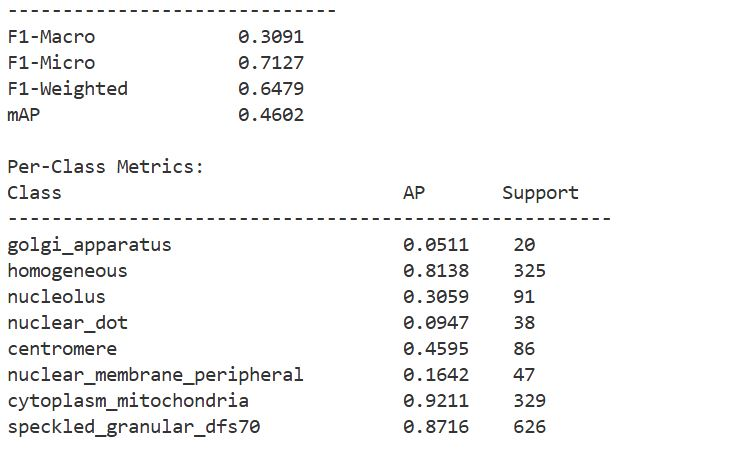 ------------------------------
F1-Macro 0.3091
F1-Micro 0.7127
F1-Weighted 0.6479
mAP 0.4602
Per-Class Metrics:
Class AP Support
-------------------------------------------------------
golgi_apparatus 0.0511 20
homogeneous 0.8138 325
nucleolus 0.3059 91
nuclear_dot 0.0947 38
centromere 0.4595 86
nuclear_membrane_peripheral 0.1642 47
cytoplasm_mitochondria 0.9211 329
speckled_granular_dfs70 0.8716 626